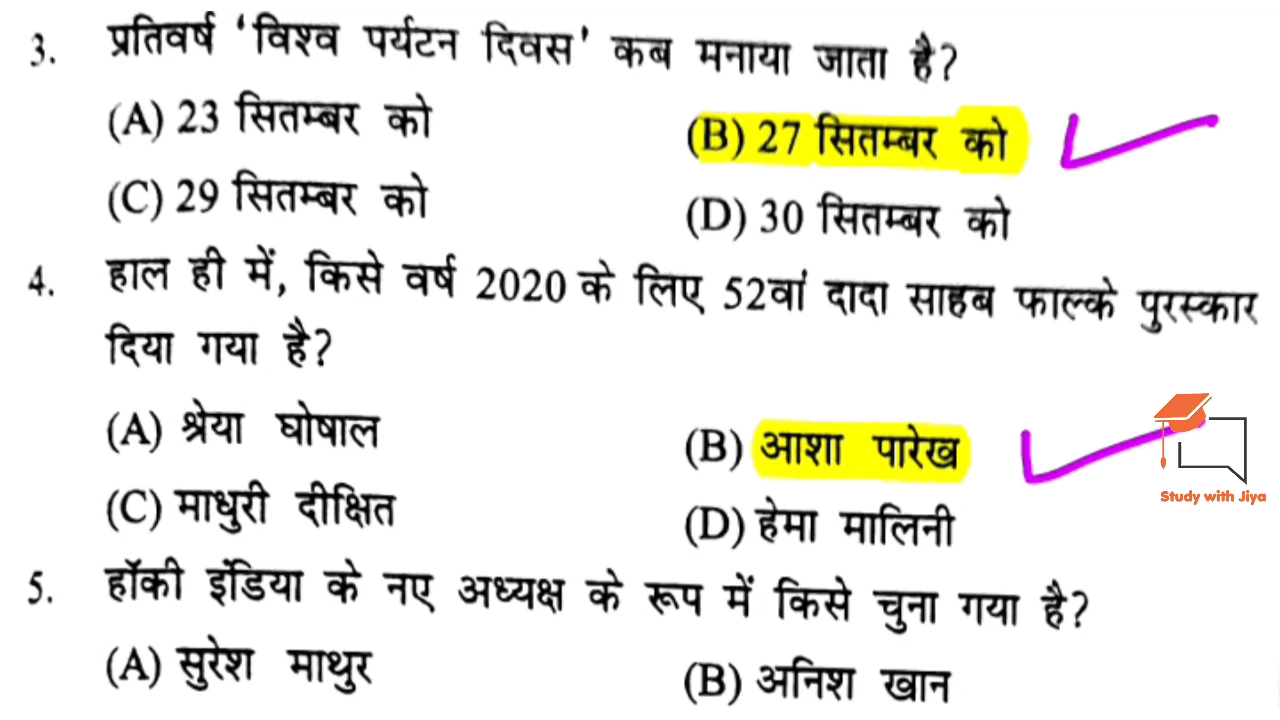 3. प्रतिवर्ष 'विश्व पर्यटन दिवस' कब मनाया जाता है?
(A) 23 सितम्बर को (B) 27 सितम्बर को
(C) 29 सितम्बर को (D) 30 सितम्बर को
4. हाल ही में, किसे वर्ष 2020 के लिए 52वां दादा साहब फाल्के पुरस्कार
दिया गया है?
(A) श्रेया घोषाल (B) आशा पारेख
(C) माधुरी दीक्षित (D) हेमा मालिनी
Study with Jiya
5. हॉकी इंडिया के नए अध्यक्ष के रूप में किसे चुना गया है?
(A) सुरेश माथुर (B) अनिश खान